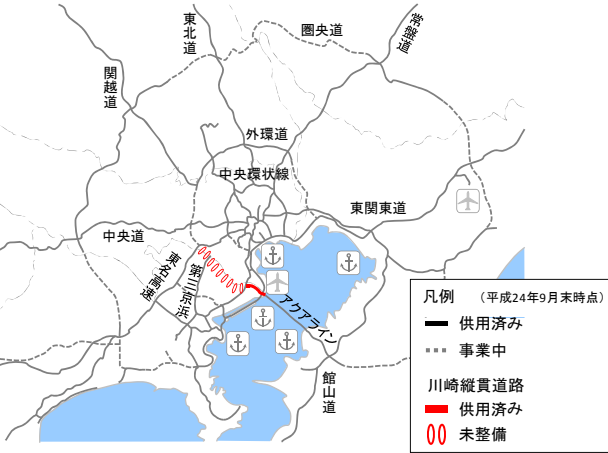 圏央道
東北道
常磐道
関越道
外環道
中央環状線
東関東道
中央道
東名高速
第三京浜
アクアライン
館山道
凡例 （平成24年9月末時点）
供用済み
事業中
川崎縦貫道路
供用済み
未整備